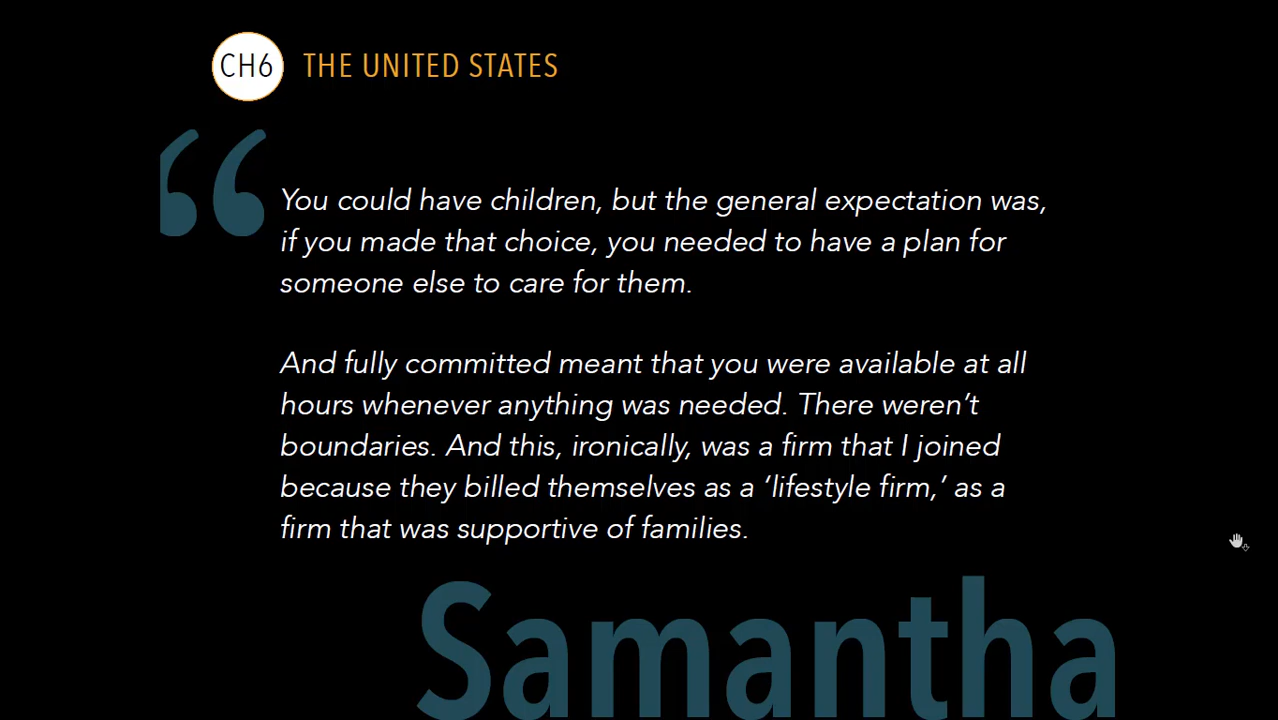 CH6 THE UNITED STATES
“
You could have children, but the general expectation was,
if you made that choice, you needed to have a plan for
someone else to care for them.
And fully committed meant that you were available at all
hours whenever anything was needed. There weren’t
boundaries. And this, ironically, was a firm that I joined
because they billed themselves as a ‘lifestyle firm,’ as a
firm that was supportive of families.
Samantha